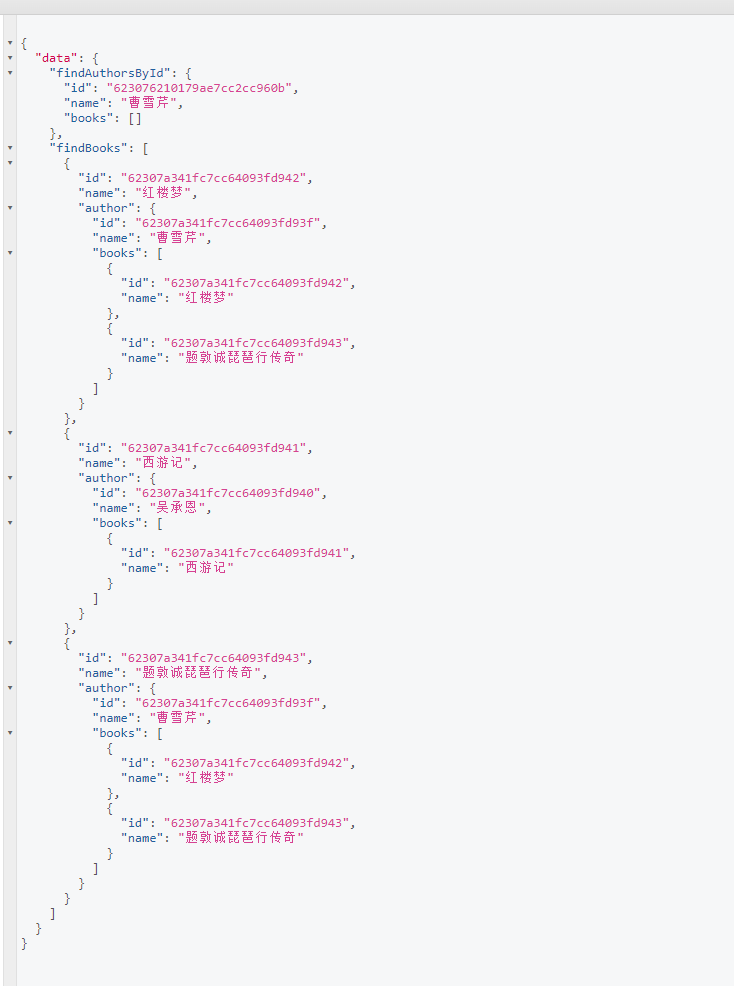 {
  "data": {
    "findAuthorsById": {
      "id": "623076210179ae7cc2cc960b",
      "name": "曹雪芹",
      "books": []
    },
    "findBooks": [
      {
        "id": "62307a341fc7cc64093fd942",
        "name": "红楼梦",
        "author": {
          "id": "62307a341fc7cc64093fd93f",
          "name": "曹雪芹",
          "books": [
            {
              "id": "62307a341fc7cc64093fd942",
              "name": "红楼梦"
            },
            {
              "id": "62307a341fc7cc64093fd943",
              "name": "题敦诚琵琶行传奇"
            }
          ]
        }
      },
      {
        "id": "62307a341fc7cc64093fd941",
        "name": "西游记",
        "author": {
          "id": "62307a341fc7cc64093fd940",
          "name": "吴承恩",
          "books": [
            {
              "id": "62307a341fc7cc64093fd941",
              "name": "西游记"
            }
          ]
        }
      },
      {
        "id": "62307a341fc7cc64093fd943",
        "name": "题敦诚琵琶行传奇",
        "author": {
          "id": "62307a341fc7cc64093fd93f",
          "name": "曹雪芹",
          "books": [
            {
              "id": "62307a341fc7cc64093fd942",
              "name": "红楼梦"
            },
            {
              "id": "62307a341fc7cc64093fd943",
              "name": "题敦诚琵琶行传奇"
            }
          ]
        }
      }
    ]
  }
}